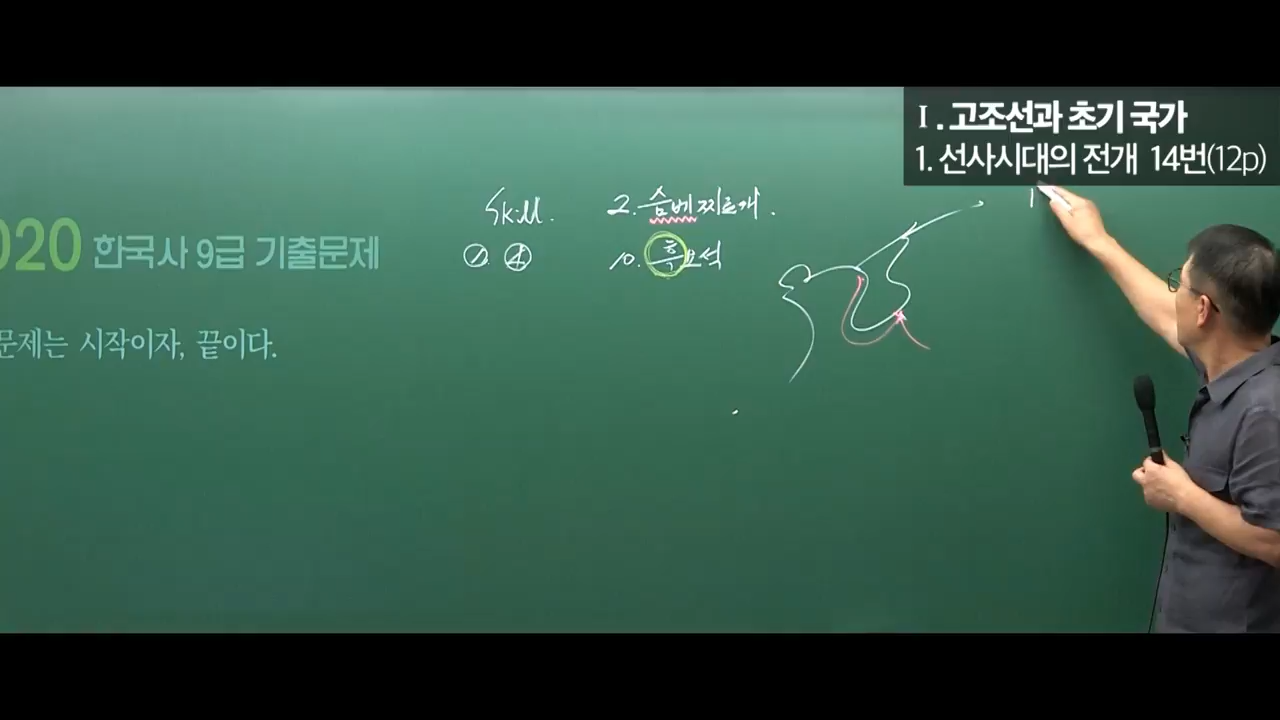 Ⅰ. 고조선과 초기 국가
1. 선사시대의 전개 14번(12p)
020 한국사 9급 기출문제
문제는 시작이자, 끝이다.
Skill.
① ④
2. 슴베찌르개.
10. 흑요석